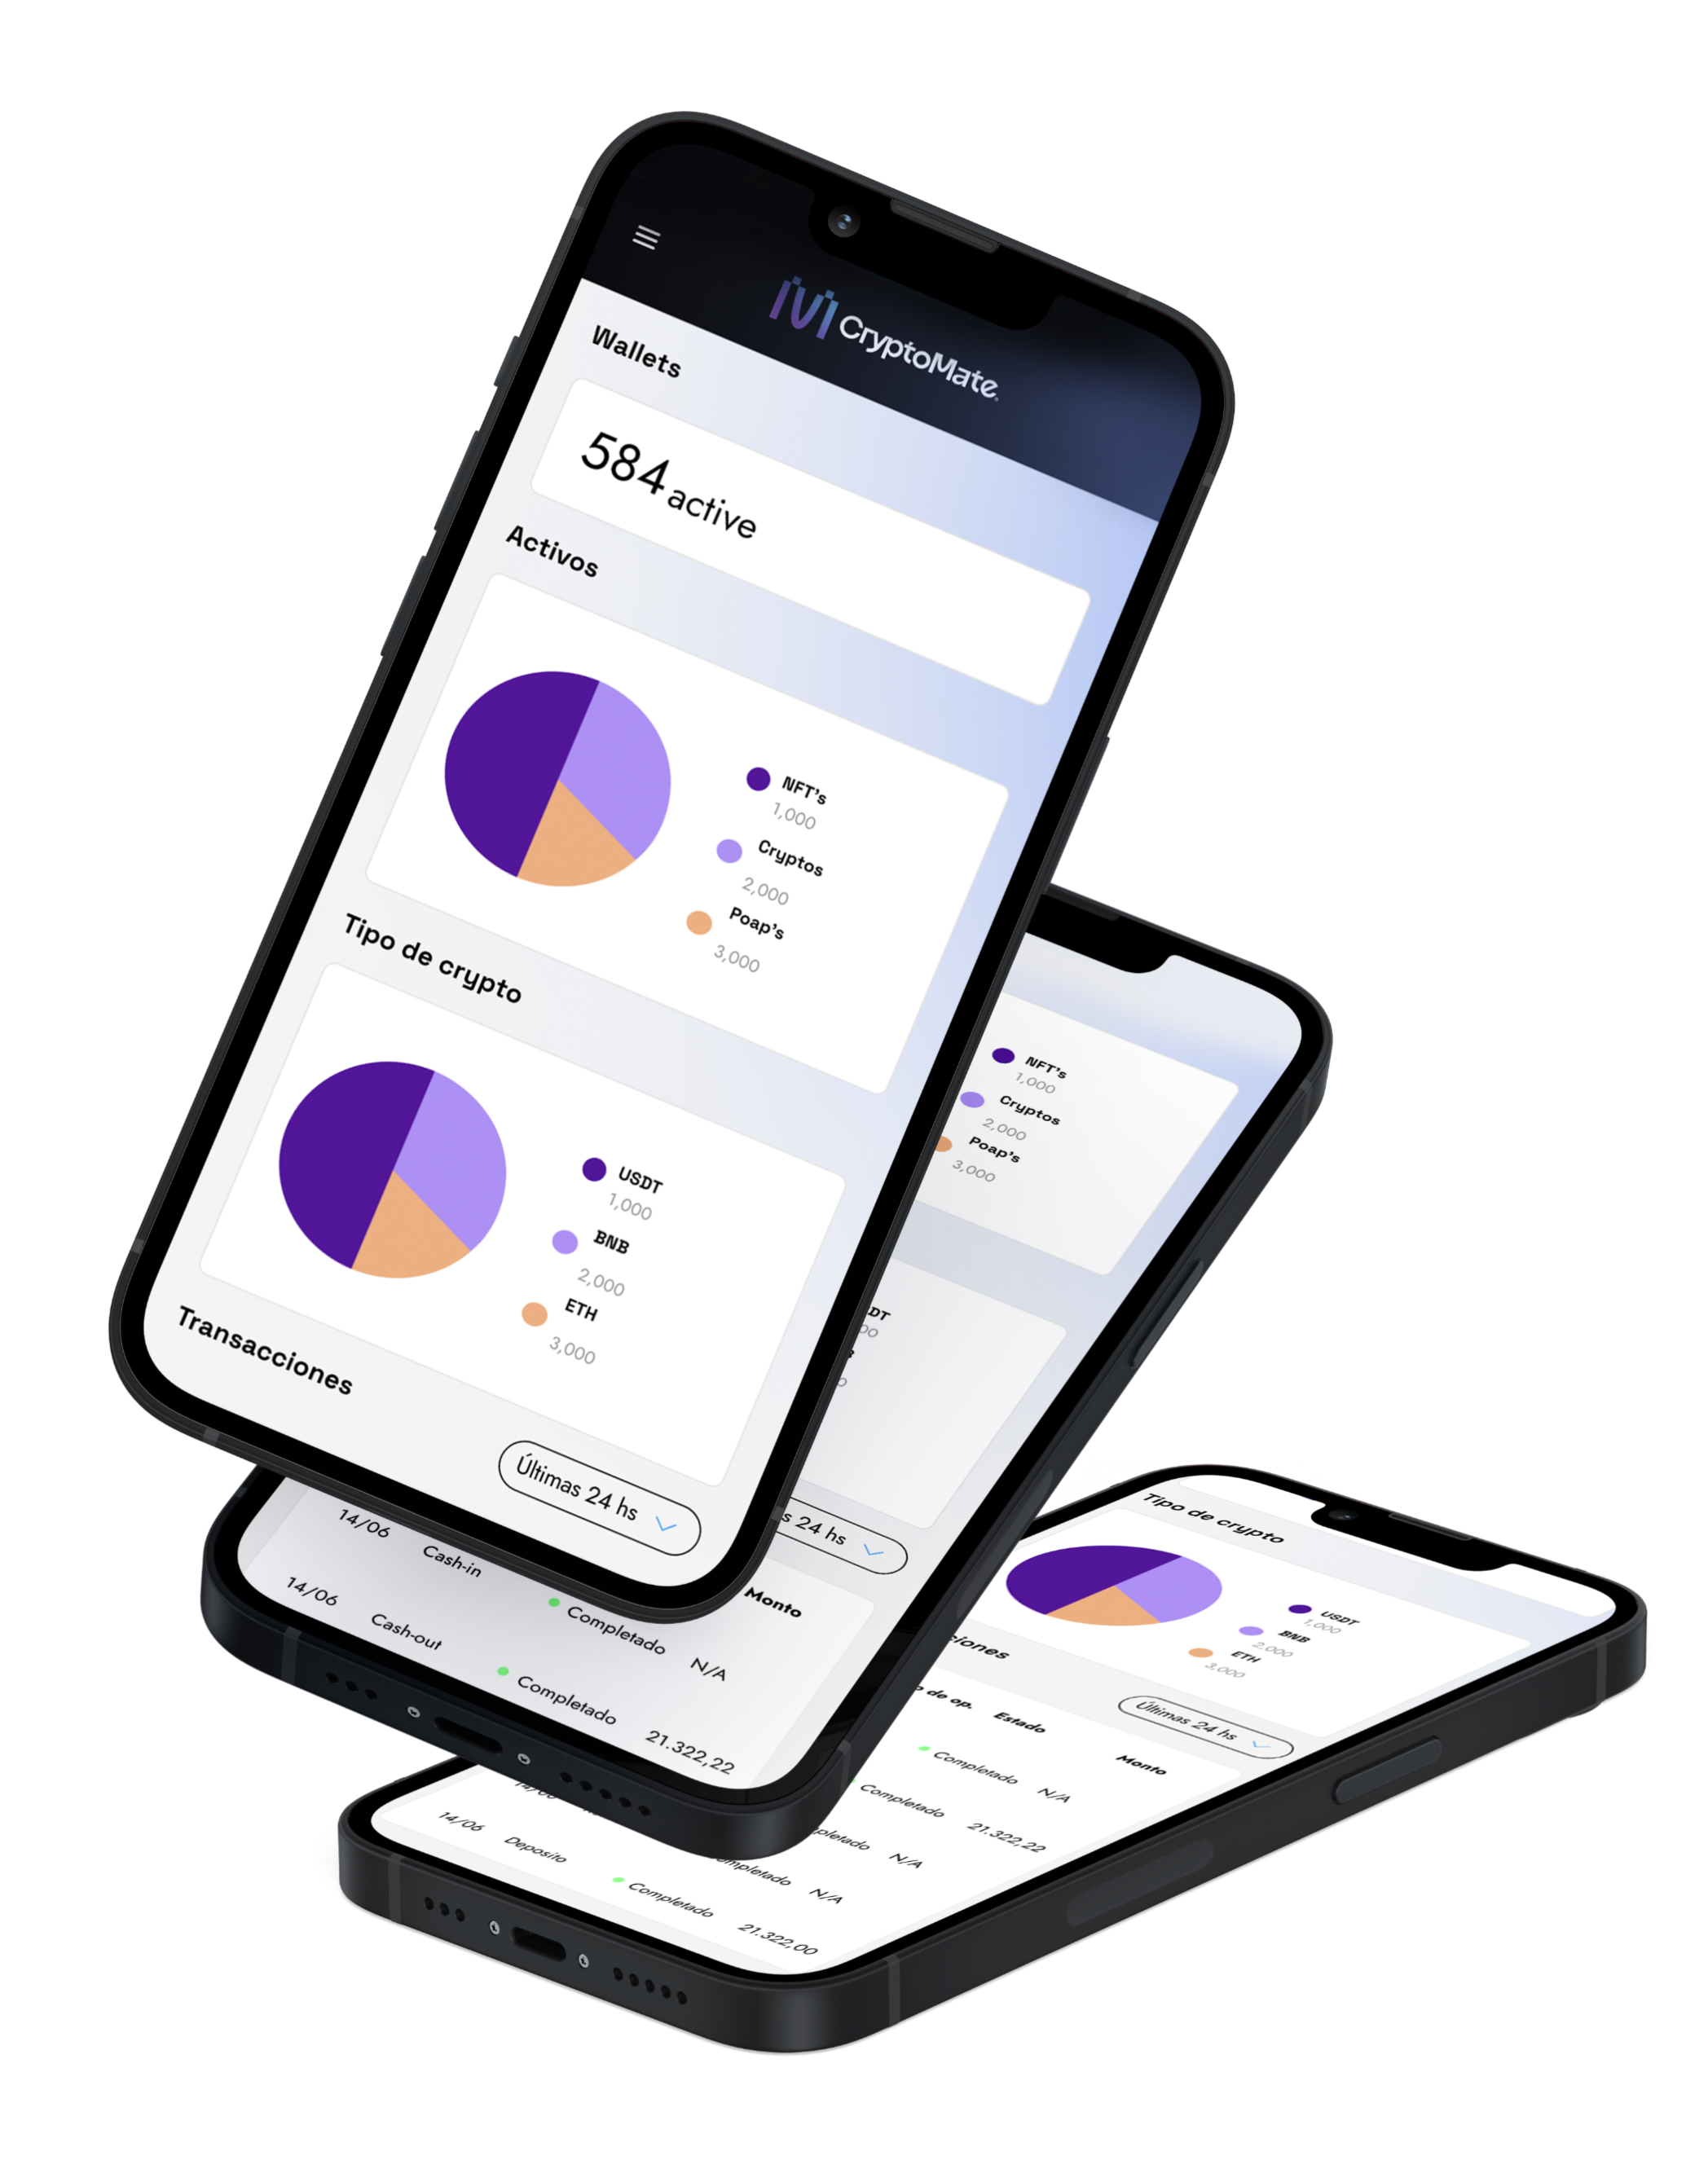 CryptoMate
Wallets
584 active
Activos
NFT's
1,000
Cryptos
2,000
Poap's
3,000
Tipo de crypto
USDT
1,000
BNB
2,000
ETH
3,000
Transacciones
Últimas 24 hs
NFT's
1,000
Cryptos
2,000
Poap's
3,000
24 hs
Monto
14/06 Cash-in Completado N/A
14/06 Cash-out Completado 21.322,22
Tipo de crypto
USDT
1,000
BNB
2,000
ETH
3,000
Últimas 24 hs
de op. Estado Monto
Completado N/A
Completado 21.322,22
N/A
N/A
14/06 Deposito Completado 21.322,00